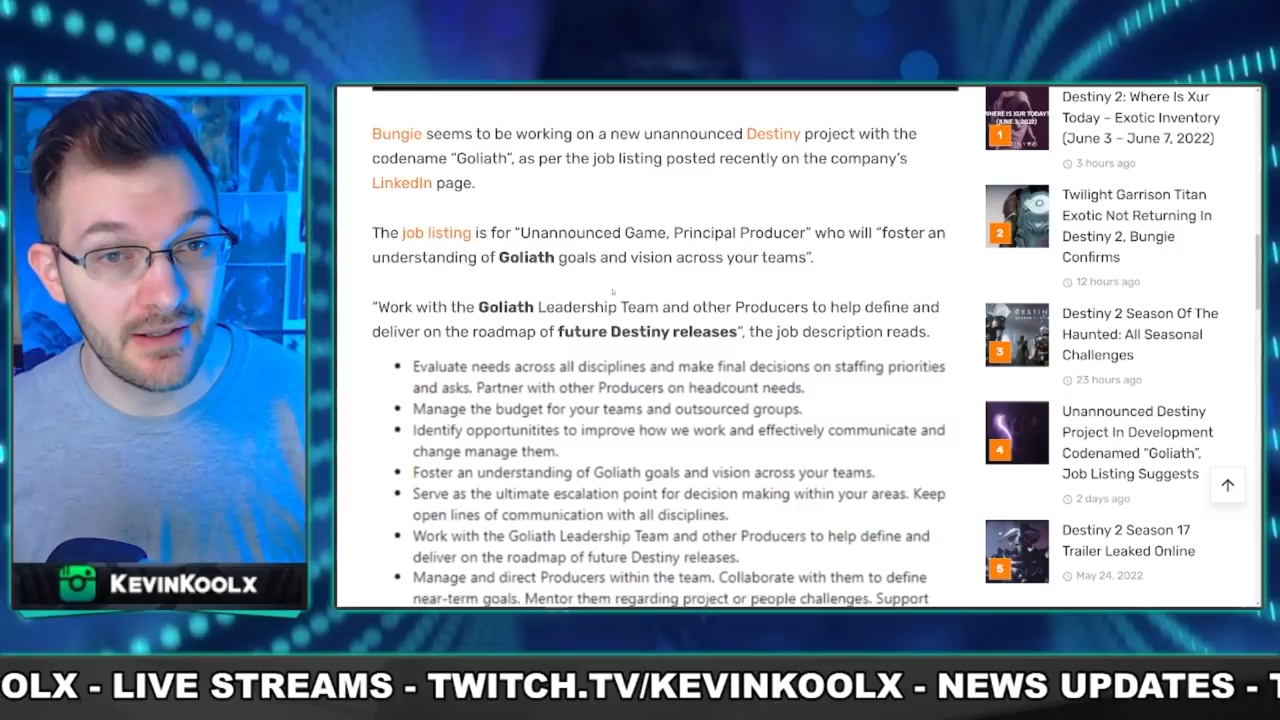 Bungie seems to be working on a new unannounced Destiny project with the
codename “Goliath”, as per the job listing posted recently on the company’s
LinkedIn page.
The job listing is for “Unannounced Game, Principal Producer” who will “foster an
understanding of Goliath goals and vision across your teams”.
“Work with the Goliath Leadership Team and other Producers to help define and
deliver on the roadmap of future Destiny releases”, the job description reads.
• Evaluate needs across all disciplines and make final decisions on staffing priorities
and asks. Partner with other Producers on headcount needs.
• Manage the budget for your teams and outsourced groups.
• Identify opportunitites to improve how we work and effectively communicate and
change manage them.
• Foster an understanding of Goliath goals and vision across your teams.
• Serve as the ultimate escalation point for decision making within your areas. Keep
open lines of communication with all disciplines.
• Work with the Goliath Leadership Team and other Producers to help define and
deliver on the roadmap of future Destiny releases.
• Manage and direct Producers within the team. Collaborate with them to define
near-term goals. Mentor them regarding project or people challenges. Support
WHERE IS XUR TODAY?
(JUNE 3, 2022)
1
Destiny 2: Where Is Xur
Today – Exotic Inventory
(June 3 – June 7, 2022)
3 hours ago
2
Twilight Garrison Titan
Exotic Not Returning In
Destiny 2, Bungie
Confirms
12 hours ago
3
Destiny 2 Season Of The
Haunted: All Seasonal
Challenges
23 hours ago
4
Unannounced Destiny
Project In Development
Codenamed “Goliath”,
Job Listing Suggests
2 days ago
5
Destiny 2 Season 17
Trailer Leaked Online
May 24, 2022
KEVINKOOLX
OLX - LIVE STREAMS - TWITCH.TV/KEVINKOOLX - NEWS UPDATES - T